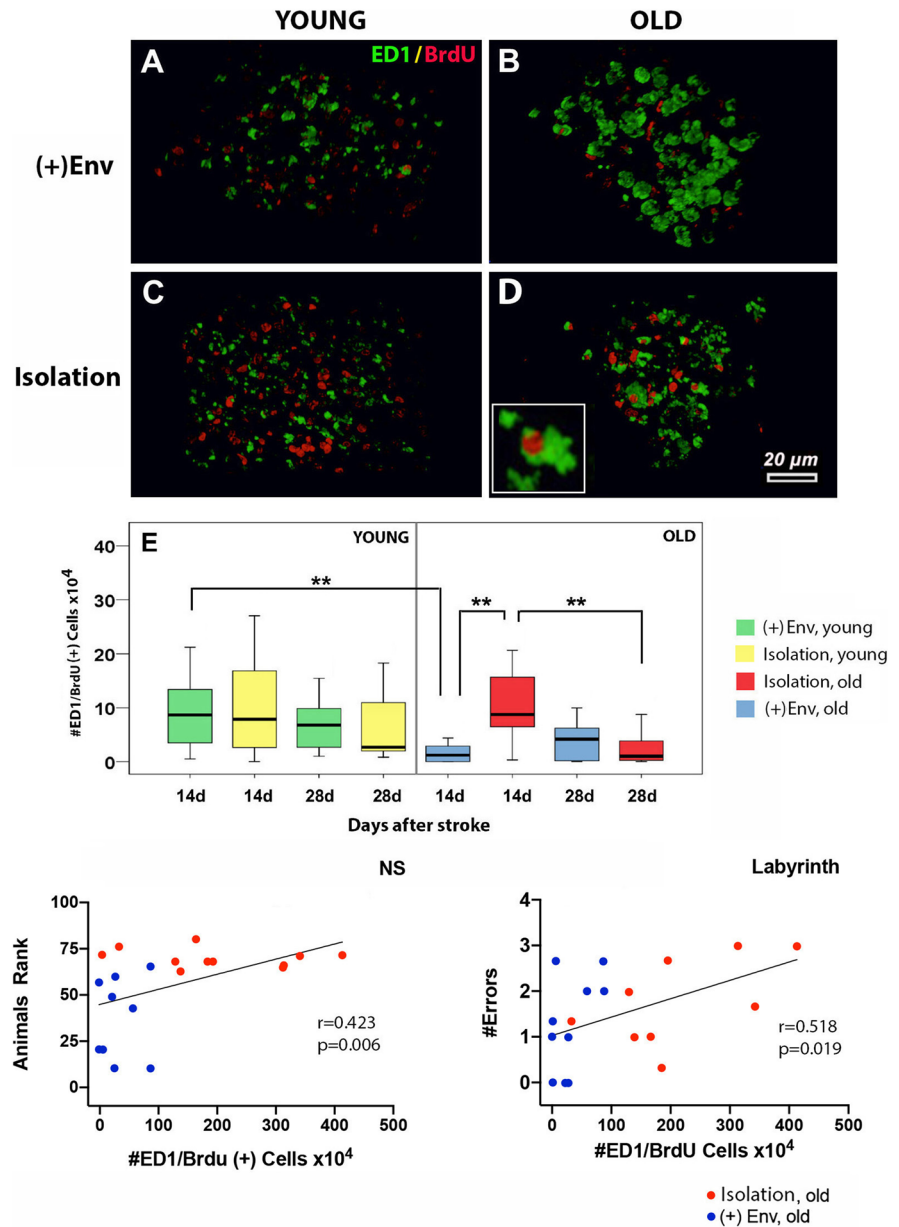 YOUNG OLD
A ED1/BrdU B
(+)Env
C D
Isolation
20 µm
E YOUNG OLD
40
30
20
10
0
#ED1/BrdU(+) Cells x10⁴
** ** **
14d 14d 28d 28d 14d 14d 28d 28d
Days after stroke
(+)Env, young
Isolation, young
Isolation, old
(+)Env, old
NS
100
75
50
25
0
Animals Rank
r=0.423
p=0.006
0 100 200 300 400 500
#ED1/Brdu (+) Cells x10⁴
Labyrinth
4
3
2
1
0
#Errors
r=0.518
p=0.019
0 100 200 300 400 500
#ED1/BrdU Cells x10⁴
Isolation, old
(+) Env, old